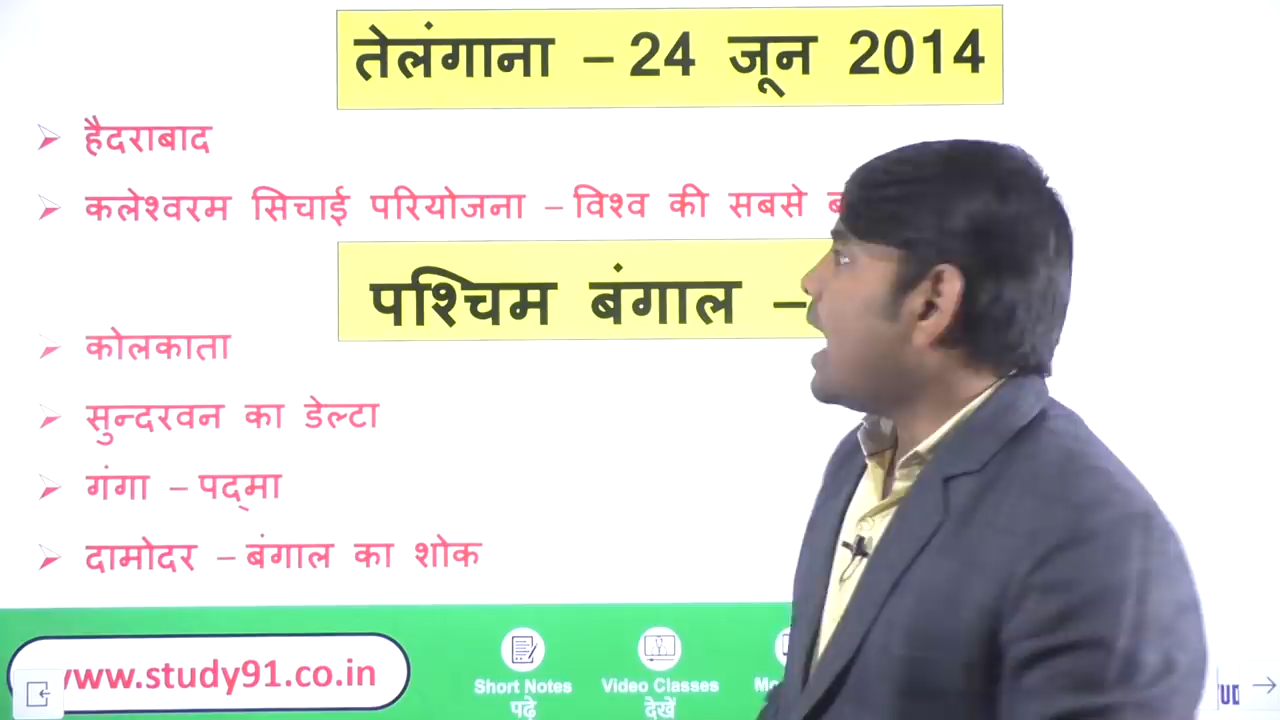 तेलंगाना – 24 जून 2014
हैदराबाद
कलेश्वरम सिचाई परियोजना – विश्व की सबसे
पश्चिम बंगाल –
कोलकाता
सुन्दरवन का डेल्टा
गंगा – पद्मा
दामोदर – बंगाल का शोक
www.study91.co.in
Short Notes
पढ़े
Video Classes
देखें